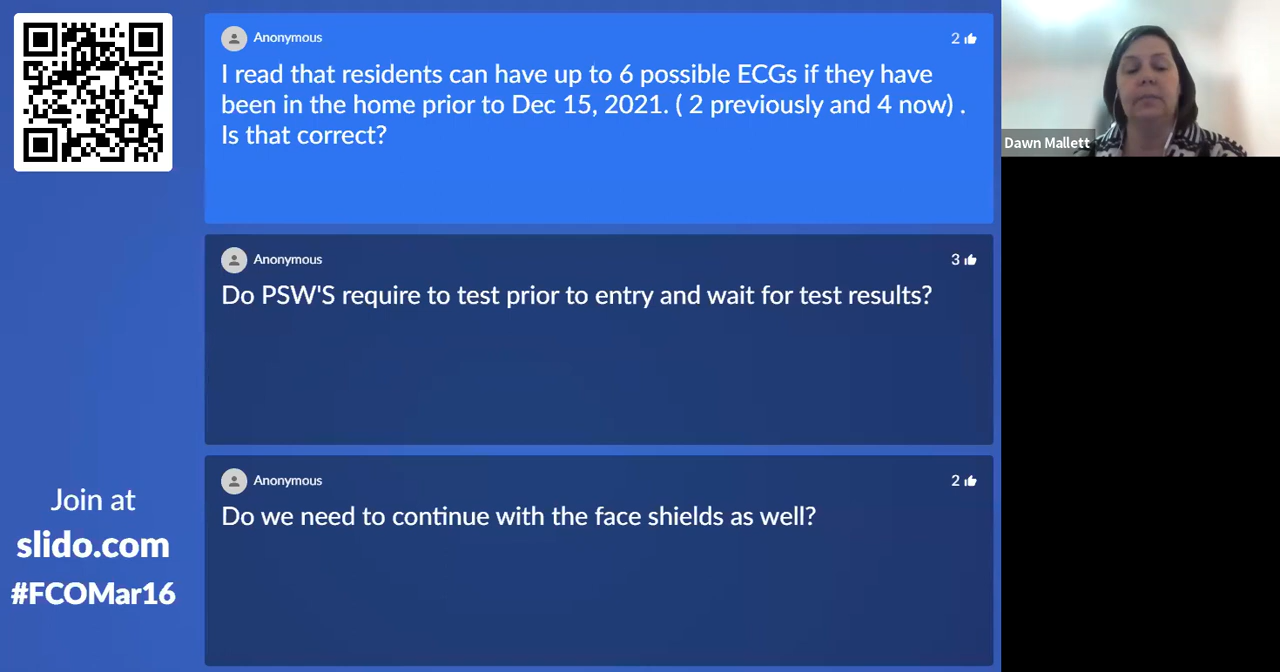 Anonymous
2
I read that residents can have up to 6 possible ECGs if they have
been in the home prior to Dec 15, 2021. ( 2 previously and 4 now) .
Is that correct?
Dawn Mallett
Anonymous
3
Do PSW'S require to test prior to entry and wait for test results?
Anonymous
2
Do we need to continue with the face shields as well?
Join at
slido.com
#FCOMar16